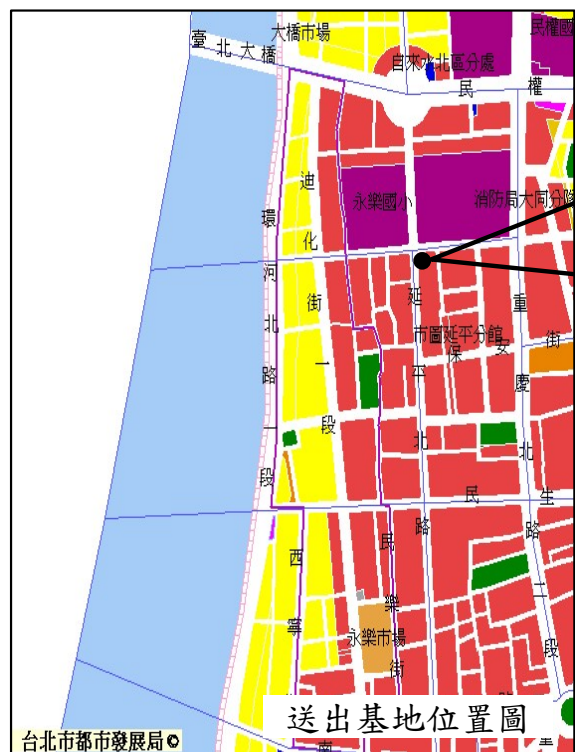 大橋市場
臺北大橋
民權國
自來水北區分處
民權
迪化街一段
永樂國小
消防局大同分隊
環河北路一段
延平北路
重慶北路二段
市圖延平分館
保安街
民生
西寧
民樂街
永樂市場
南
重
送出基地位置圖
台北市都市發展局©